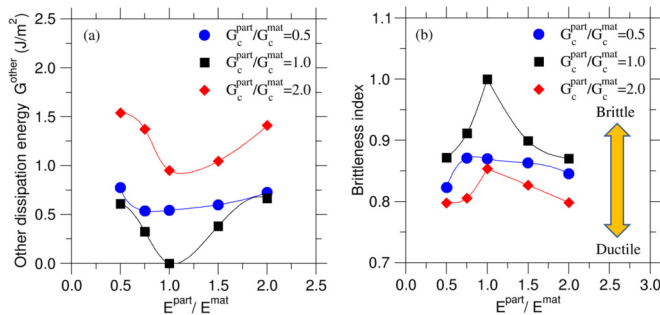 (a)
G_c^part/G_c^mat=0.5
G_c^part/G_c^mat=1.0
G_c^part/G_c^mat=2.0
Other dissipation energy G^other (J/m^2)
2.5
2.0
1.5
1.0
0.5
0.0
0.0 0.5 1.0 1.5 2.0 2.5
E^part/ E^mat
(b)
G_c^part/G_c^mat=0.5
G_c^part/G_c^mat=1.0
G_c^part/G_c^mat=2.0
Brittleness index
1.1
1.0
0.9
0.8
0.7
Brittle
Ductile
0.0 0.5 1.0 1.5 2.0 2.5 3.0
E^part/ E^mat